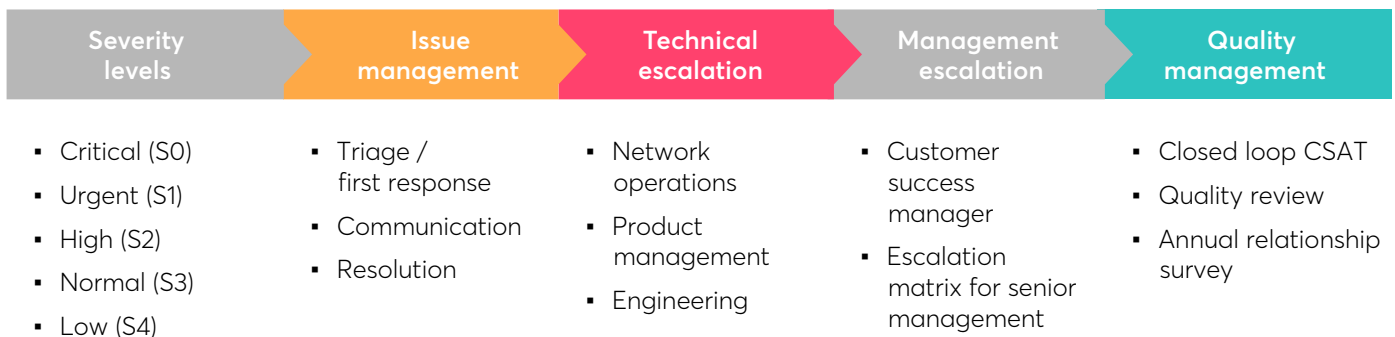 Severity
levels
Issue
management
Technical
escalation
Management
escalation
Quality
management
▪ Critical (S0)
▪ Urgent (S1)
▪ High (S2)
▪ Normal (S3)
▪ Low (S4)
▪ Triage /
first response
▪ Communication
▪ Resolution
▪ Network
operations
▪ Product
management
▪ Engineering
▪ Customer
success
manager
▪ Escalation
matrix for senior
management
▪ Closed loop CSAT
▪ Quality review
▪ Annual relationship
survey